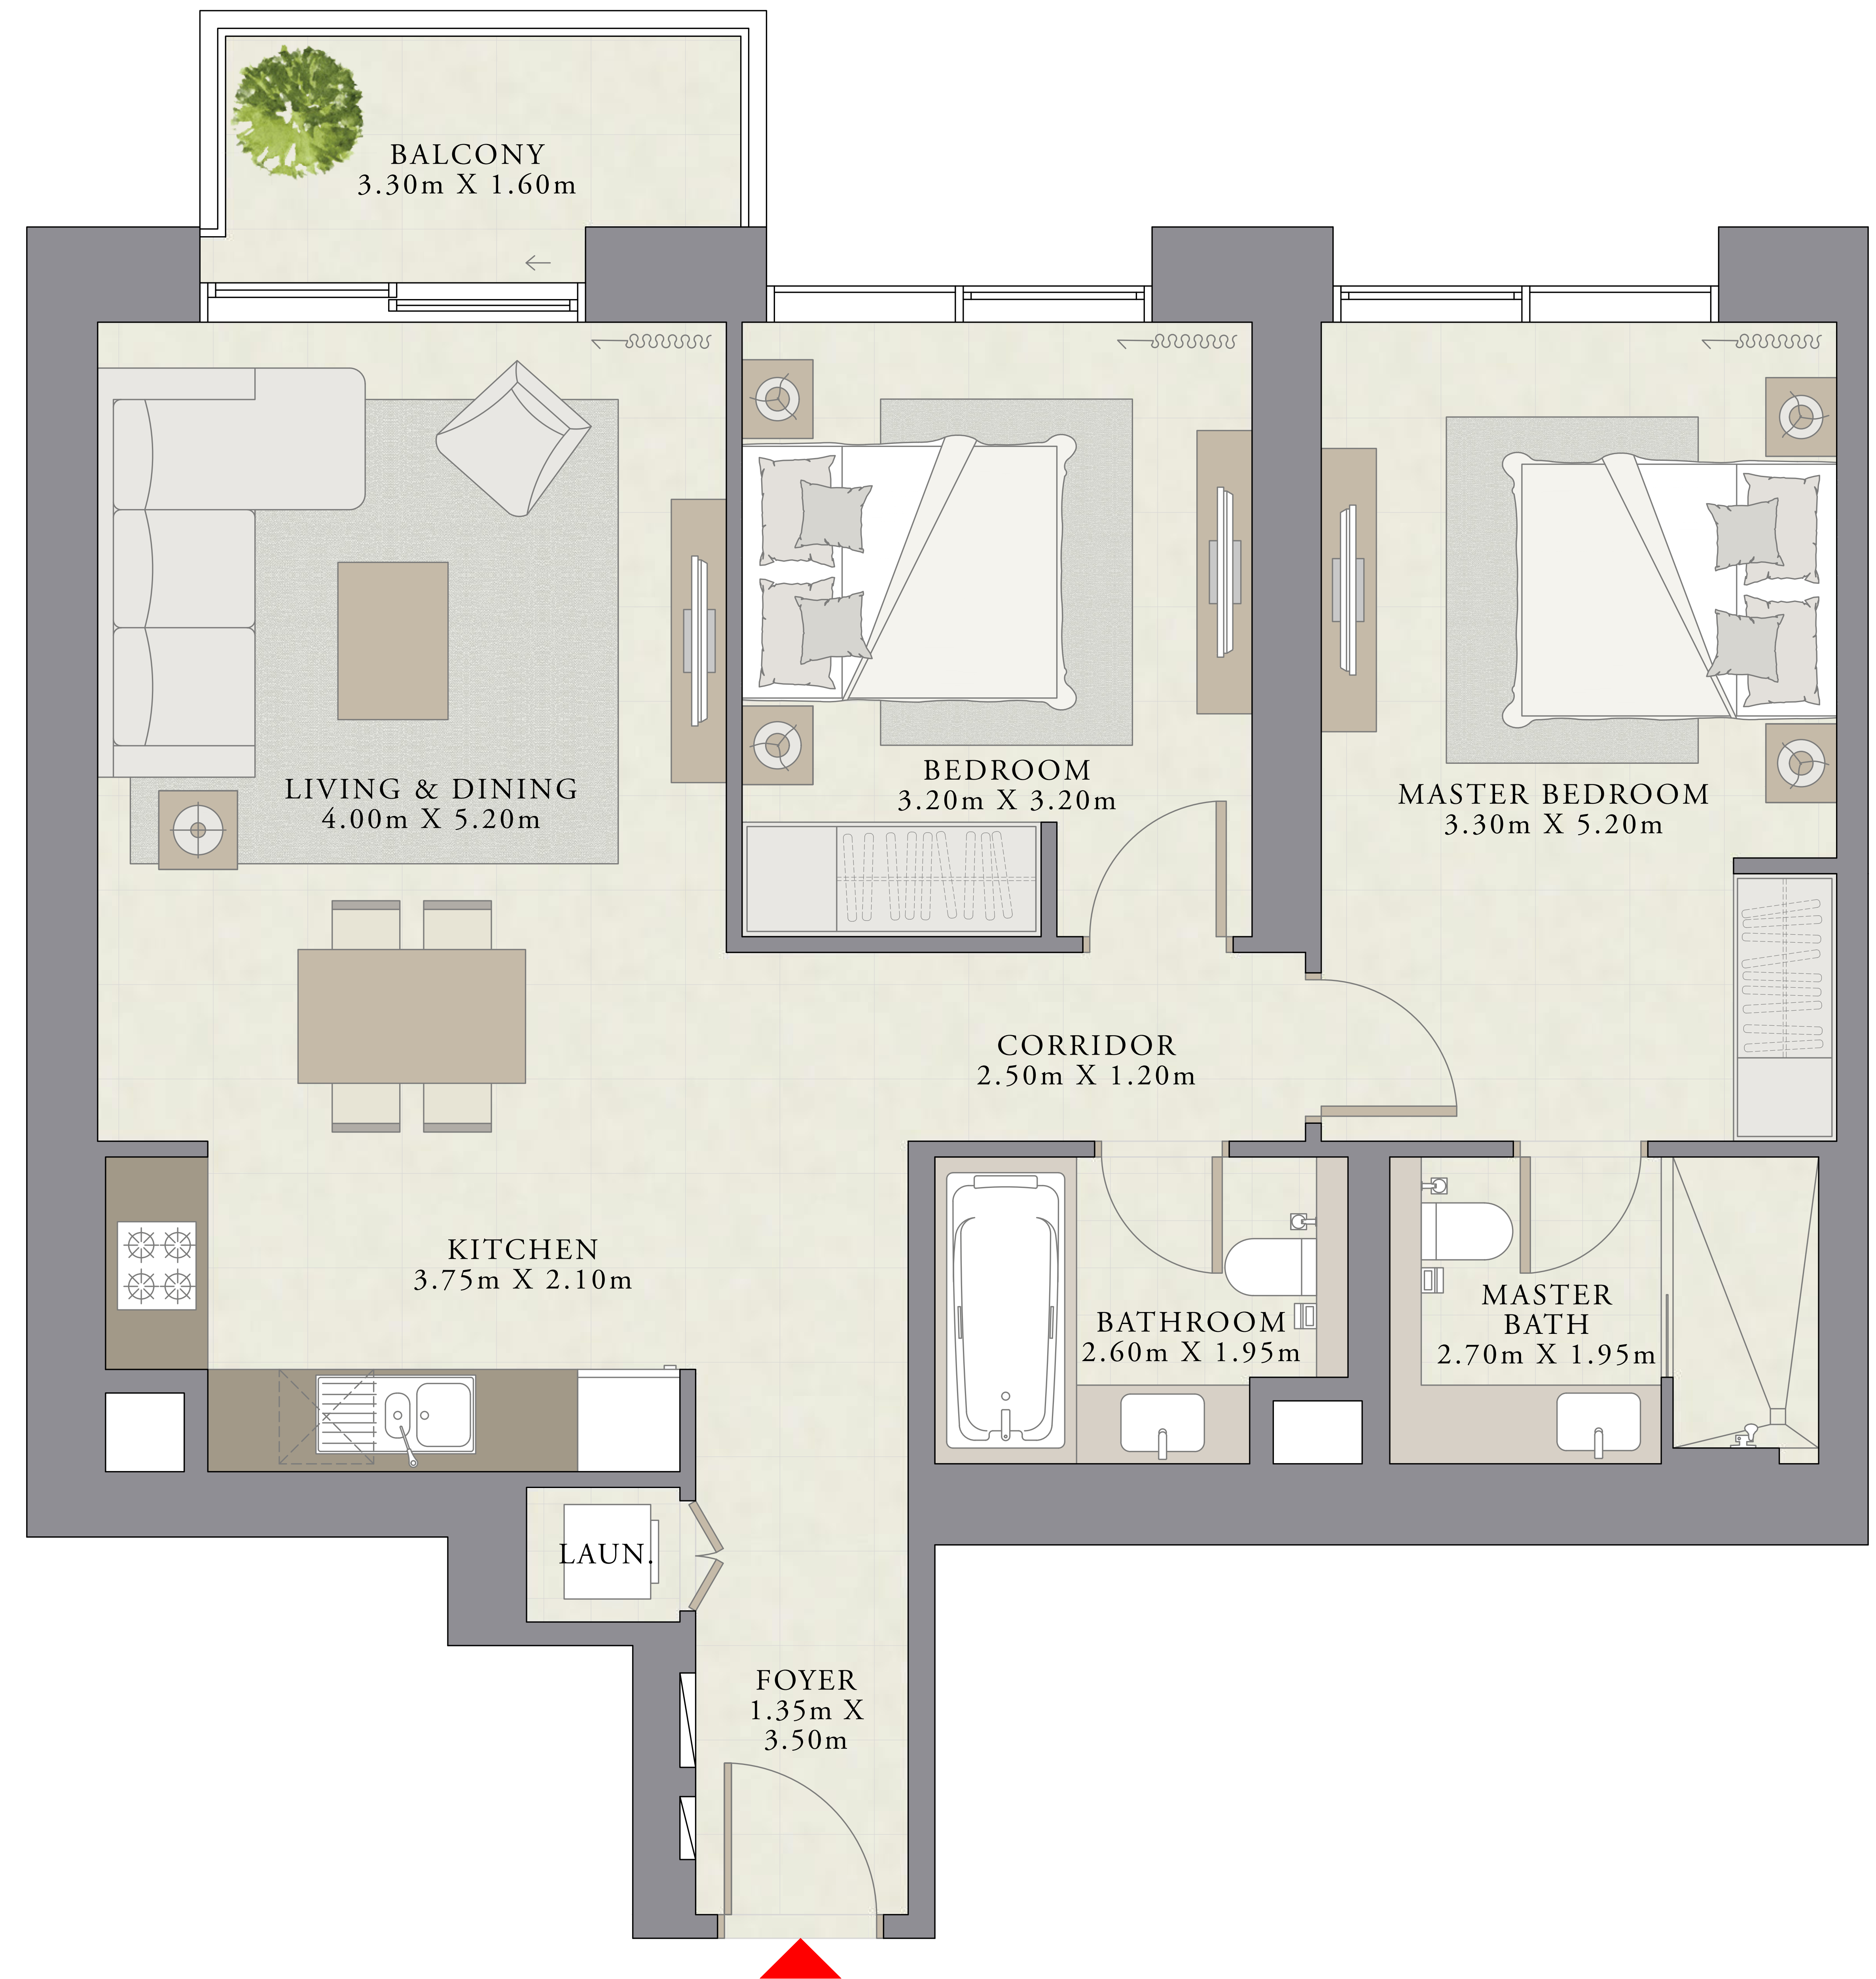 BALCONY
3.30m X 1.60m
LIVING & DINING
4.00m X 5.20m
BEDROOM
3.20m X 3.20m
MASTER BEDROOM
3.30m X 5.20m
CORRIDOR
2.50m X 1.20m
KITCHEN
3.75m X 2.10m
BATHROOM
2.60m X 1.95m
MASTER
BATH
2.70m X 1.95m
LAUN.
FOYER
1.35m X
3.50m